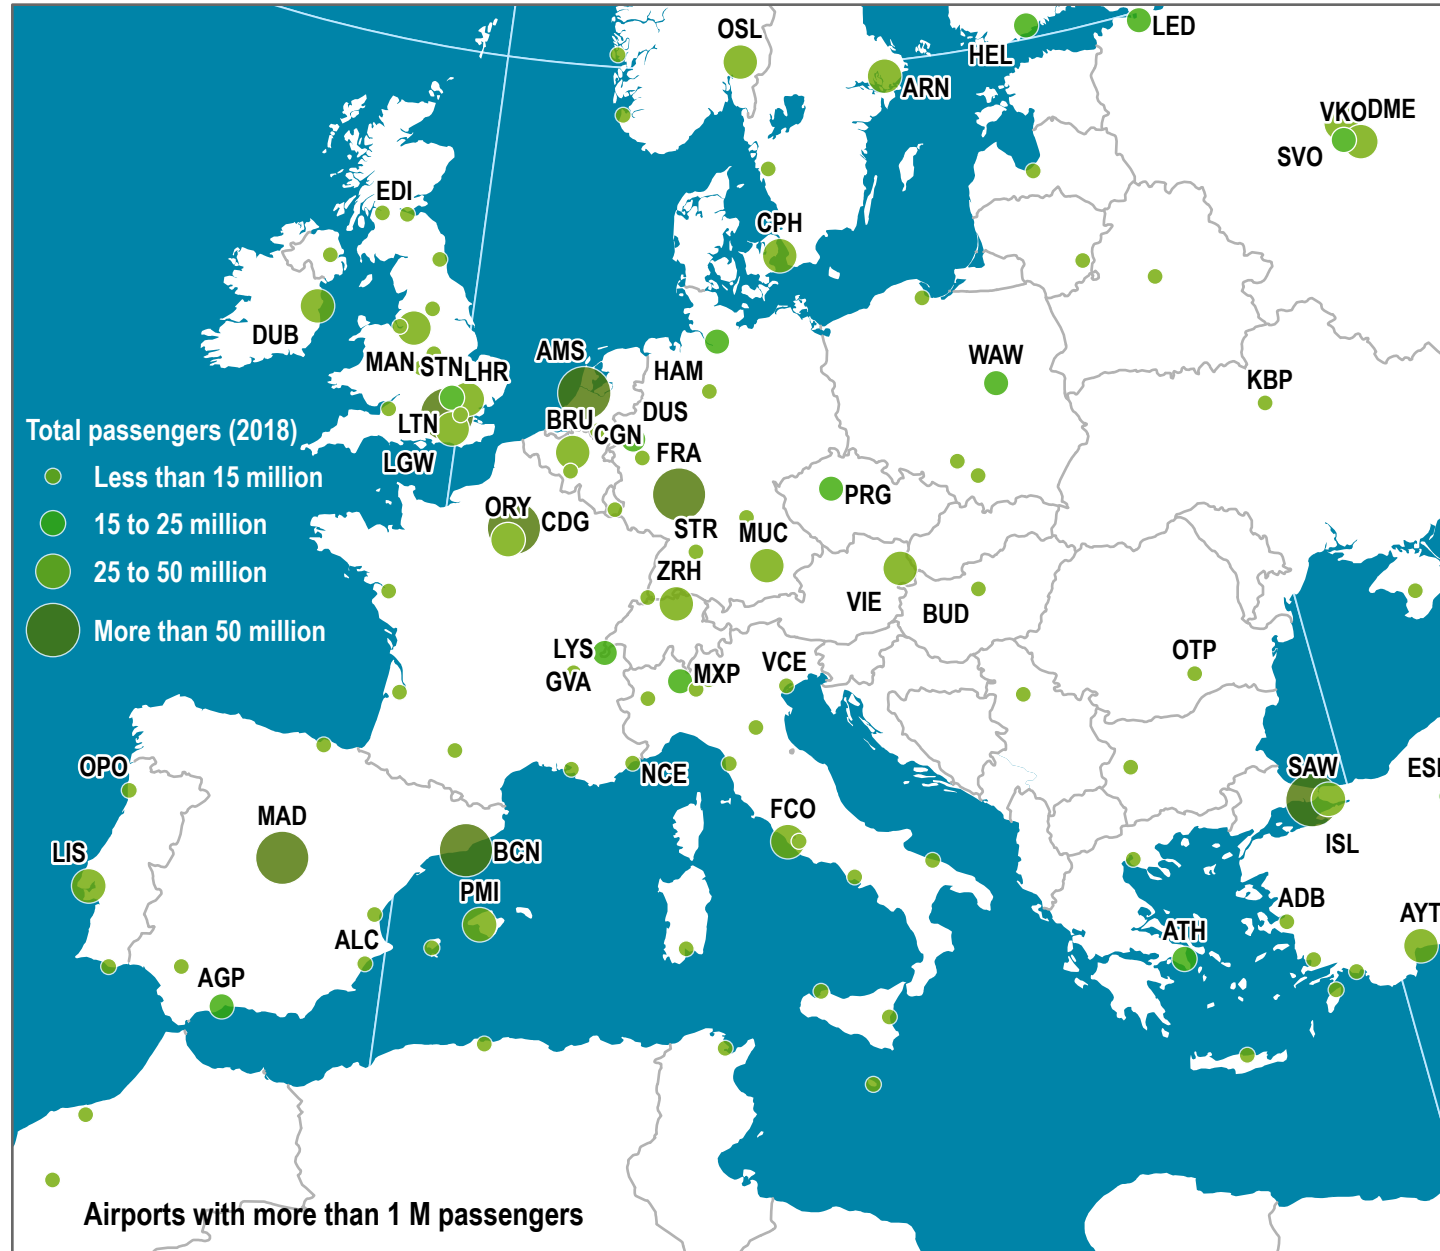 OSL
LED
HEL
ARN
VKO
DME
SVO
EDI
CPH
DUB
MAN
STN
LHR
AMS
HAM
WAW
KBP
LTN
BRU
CGN
DUS
LGW
FRA
Total passengers (2018)
Less than 15 million
15 to 25 million
25 to 50 million
More than 50 million
PRG
ORY
CDG
STR
MUC
ZRH
VIE
BUD
LYS
GVA
MXP
VCE
OTP
OPO
NCE
SAW
ES
MAD
FCO
ISL
LIS
BCN
PMI
ADB
ALC
ATH
AYT
AGP
Airports with more than 1 M passengers